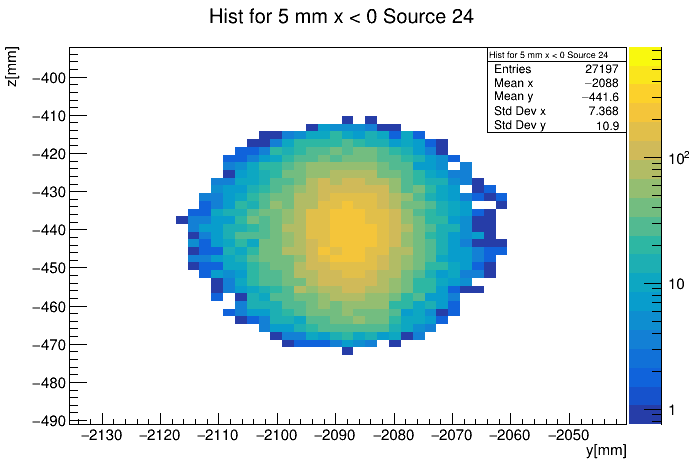 Hist for 5 mm x < 0 Source 24
z[mm]
Hist for 5 mm x < 0 Source 24
Entries 27197
Mean x −2088
Mean y −441.6
Std Dev x 7.368
Std Dev y 10.9
−400
−410
−420
−430
−440
−450
−460
−470
−480
−490
10²
10
1
−2130 −2120 −2110 −2100 −2090 −2080 −2070 −2060 −2050
y[mm]